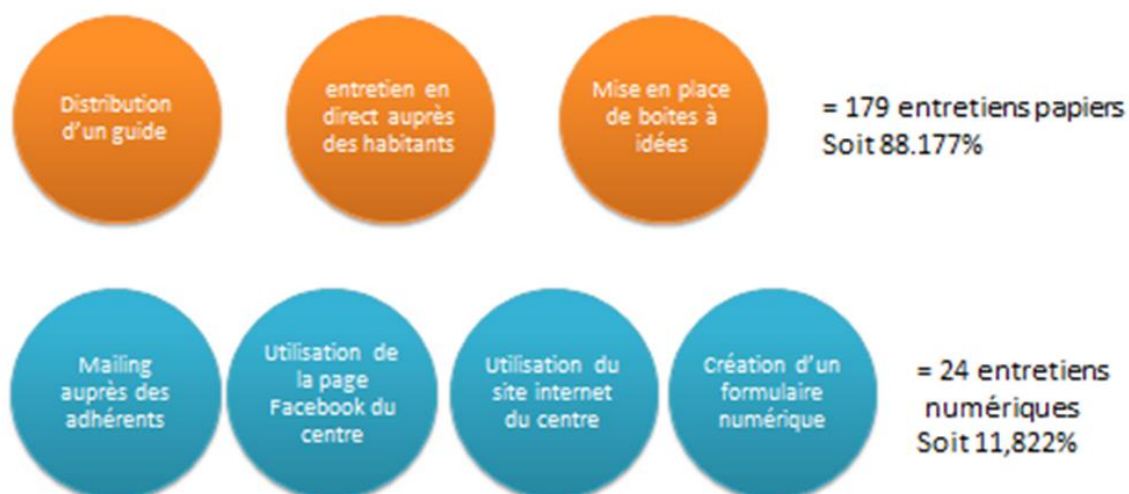 Distribution
d'un guide
entretien en
direct auprès
des habitants
Mise en place
de boites à
idées
= 179 entretiens papiers
Soit 88.177%
Mailing
auprès des
adhérents
Utilisation de
la page
Facebook du
centre
Utilisation du
site internet
du centre
Création d'un
formulaire
numérique
= 24 entretiens
numériques
Soit 11,822%